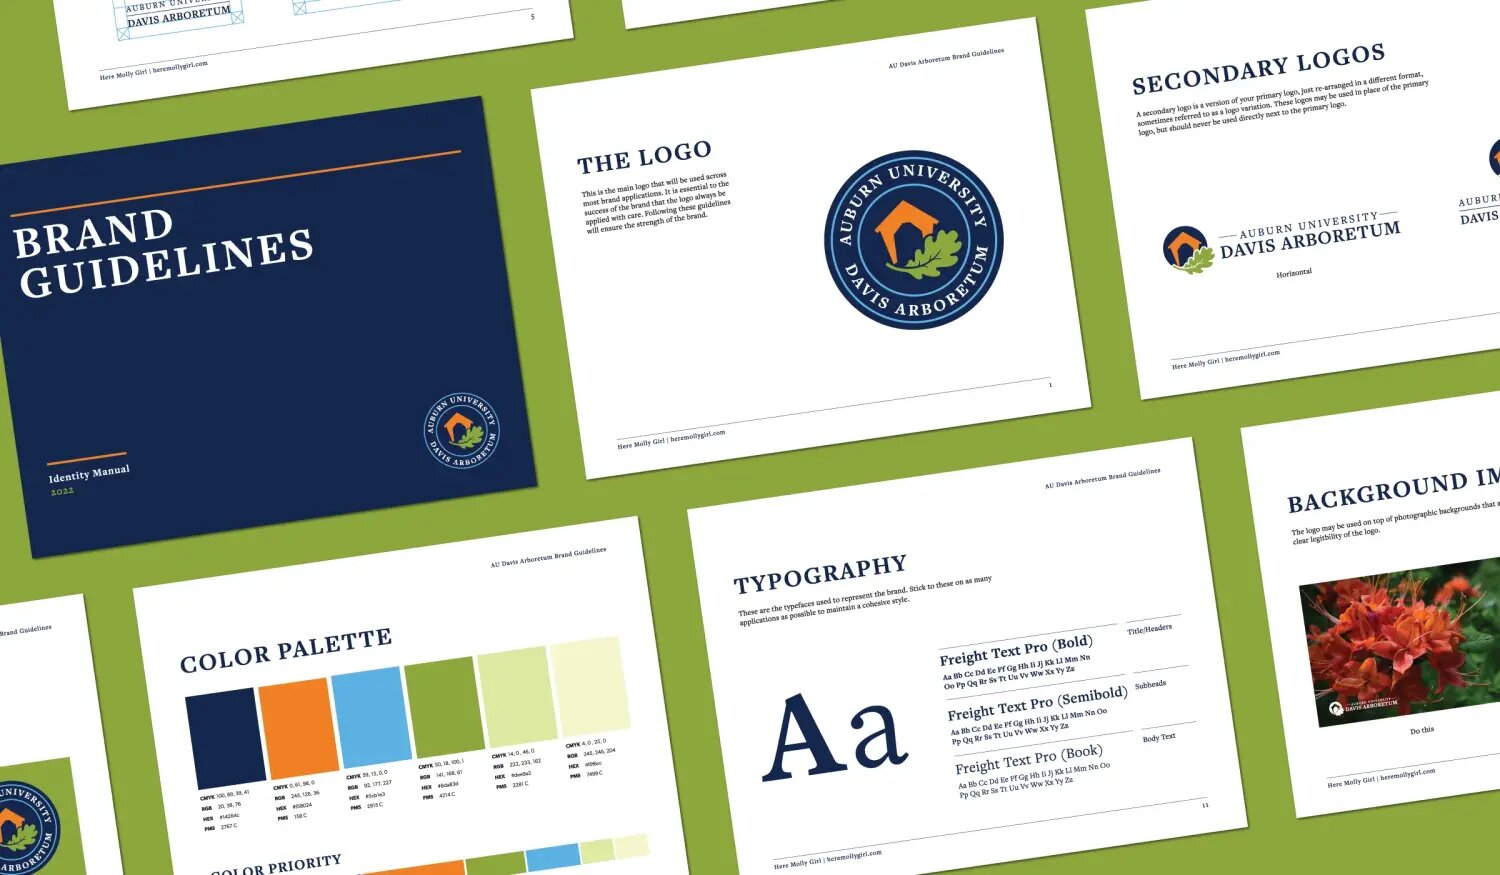 AUBURN UNIVERSITY
DAVIS ARBORETUM
5
Here Molly Girl | heremollygirl.com
BRAND
GUIDELINES
Identity Manual
2022
AUBURN UNIVERSITY
DAVIS ARBORETUM
AU Davis Arboretum Brand Guidelines
THE LOGO
This is the main logo that will be used across
most brand applications. It is essential to the
success of the brand that the logo always be
applied with care. Following these guidelines
will ensure the strength of the brand.
AUBURN UNIVERSITY
DAVIS ARBORETUM
1
Here Molly Girl | heremollygirl.com
SECONDARY LOGOS
A secondary logo is a version of your primary logo, just re-arranged in a different format,
sometimes referred to as a logo variation. These logos may be used in place of the primary
logo, but should never be used directly next to the primary logo.
AUBURN UNIVERSITY
DAVIS ARBORETUM
Horizontal
AUBUR
DAVIS
Here Molly Girl | heremollygirl.com
Brand Guidelines
UNIVERSITY
ARBORETUM
AU Davis Arboretum Brand Guidelines
COLOR PALETTE
CMYK 100, 89, 38, 41
RGB 20, 38, 76
HEX #14264c
PMS 2767 C
CMYK 0, 61, 96, 0
RGB 245, 128, 36
HEX #f58024
PMS 158 C
CMYK 59, 15, 0, 0
RGB 92, 177, 227
HEX #5cb1e3
PMS 2915 C
CMYK 50, 18, 100, 1
RGB 141, 168, 61
HEX #8da83d
PMS 4214 C
CMYK 14, 0, 46, 0
RGB 222, 233, 162
HEX #dee9a2
PMS 2281 C
CMYK 4, 0, 25, 0
RGB 245, 246, 204
HEX #f5f6cc
PMS 7499 C
COLOR PRIORITY
AU Davis Arboretum Brand Guidelines
TYPOGRAPHY
These are the typefaces used to represent the brand. Stick to these on as many
applications as possible to maintain a cohesive style.
Aa
Freight Text Pro (Bold)
Title/Headers
Aa Bb Cc Dd Ee Ff Gg Hh Ii Jj Kk Ll Mm Nn
Oo Pp Qq Rr Ss Tt Uu Vv Ww Xx Yy Zz
Freight Text Pro (Semibold)
Subheads
Aa Bb Cc Dd Ee Ff Gg Hh Ii Jj Kk Ll Mm Nn Oo
Pp Qq Rr Ss Tt Uu Vv Ww Xx Yy Zz
Freight Text Pro (Book)
Body Text
Aa Bb Cc Dd Ee Ff Gg Hh Ii Jj Kk Ll Mm Nn Oo
Pp Qq Rr Ss Tt Uu Vv Ww Xx Yy Zz
11
Here Molly Girl | heremollygirl.com
BACKGROUND IM
The logo may be used on top of photographic backgrounds that a
clear legitbility of the logo.
AUBURN UNIVERSITY
DAVIS ARBORETUM
Do this
Here Molly Girl | heremollygirl.com